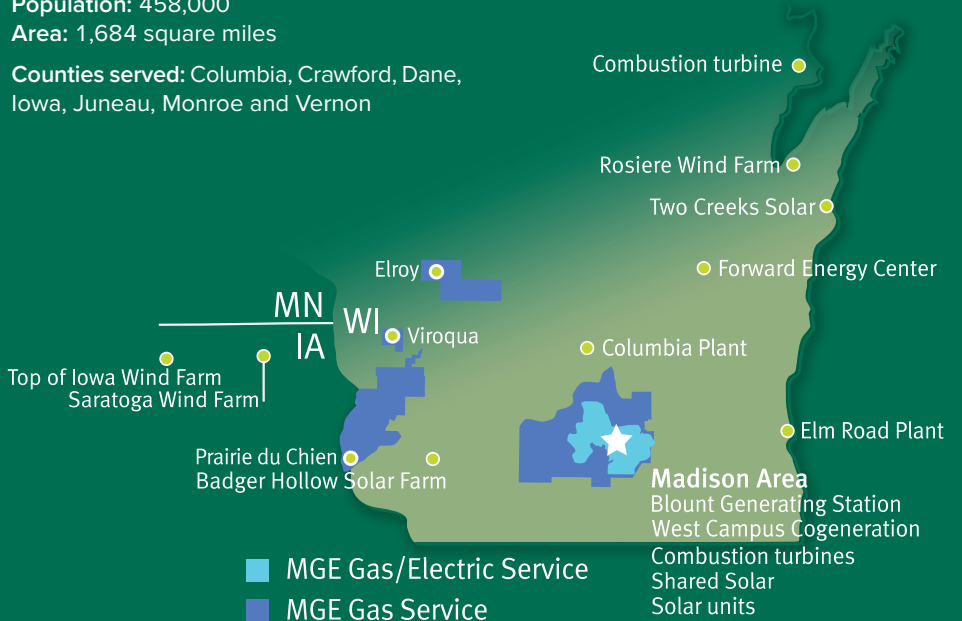 Population: 458,000
Area: 1,684 square miles
Counties served: Columbia, Crawford, Dane,
Iowa, Juneau, Monroe and Vernon
Combustion turbine
Rosiere Wind Farm
Two Creeks Solar
Elroy
Forward Energy Center
MN
WI
IA
Viroqua
Columbia Plant
Top of Iowa Wind Farm
Saratoga Wind Farm
Elm Road Plant
Prairie du Chien
Badger Hollow Solar Farm
Madison Area
Blount Generating Station
West Campus Cogeneration
Combustion turbines
Shared Solar
Solar units
MGE Gas/Electric Service
MGE Gas Service